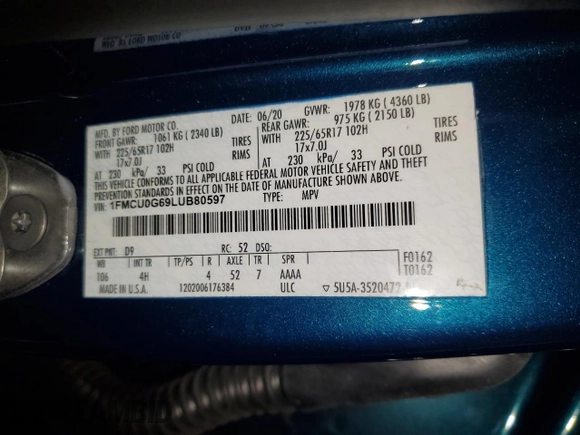 MFD. BY FORD MOTOR CO.
DATE: 06/20 GVWR: 1978 KG ( 4360 LB)
FRONT GAWR: 1061 KG ( 2340 LB) REAR GAWR: 975 KG ( 2150 LB)
WITH 225/65R17 102H TIRES WITH 225/65R17 102H TIRES
17x7.0J RIMS 17x7.0J RIMS
AT 230 kPa/ 33 PSI COLD AT 230 kPa/ 33 PSI COLD
THIS VEHICLE CONFORMS TO ALL APPLICABLE FEDERAL MOTOR VEHICLE SAFETY AND THEFT
PREVENTION STANDARDS IN EFFECT ON THE DATE OF MANUFACTURE SHOWN ABOVE.
VIN: 1FMCU0G69LUB80597 TYPE: MPV
EXT PNT: D9 RC: 52 DSO:
WB INT TR TP/PS R AXLE TR SPR F0162
106 4H 4 52 7 AAAA T0162
MADE IN U.S.A. 1202006176384 ULC ▽ 5U5A-3520472